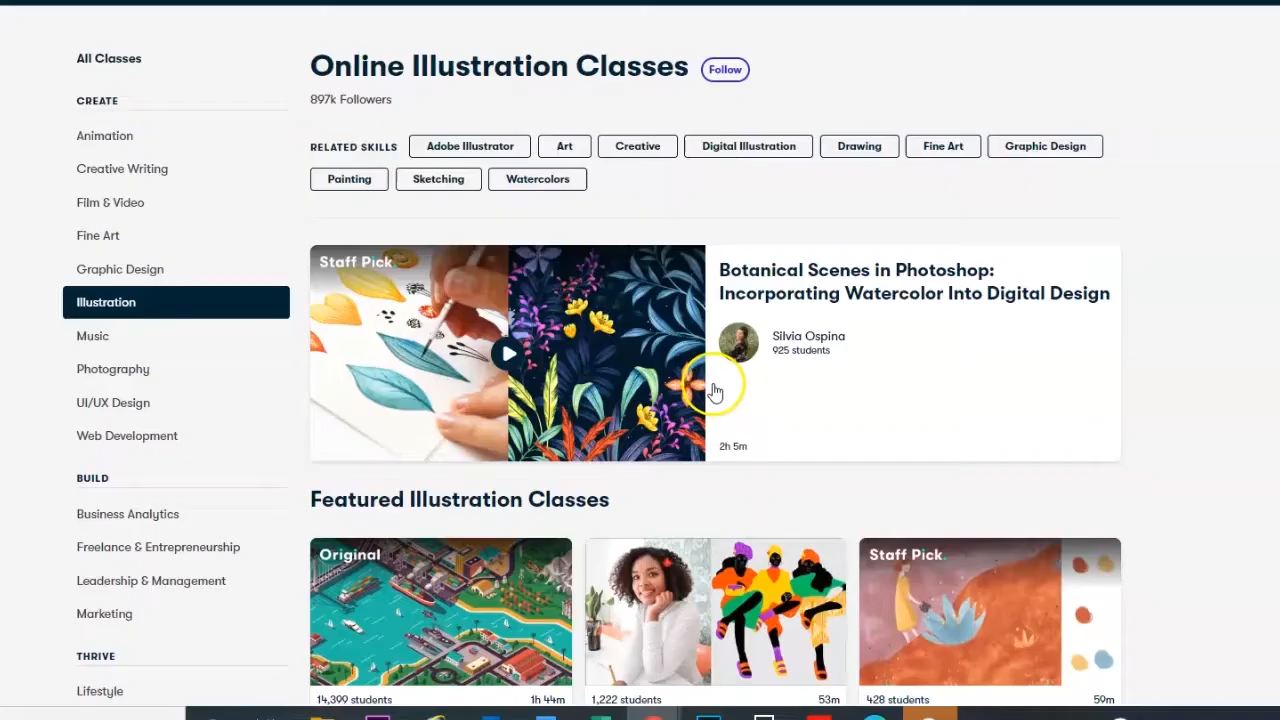 All Classes
CREATE
Animation
Creative Writing
Film & Video
Fine Art
Graphic Design
Illustration
Music
Photography
UI/UX Design
Web Development
BUILD
Business Analytics
Freelance & Entrepreneurship
Leadership & Management
Marketing
THRIVE
Lifestyle
Online Illustration Classes Follow
897k Followers
RELATED SKILLS Adobe Illustrator Art Creative Digital Illustration Drawing Fine Art Graphic Design
Painting Sketching Watercolors
Staff Pick.
Botanical Scenes in Photoshop:
Incorporating Watercolor Into Digital Design
Silvia Ospina
925 students
2h 5m
Featured Illustration Classes
Original
14,399 students 1h 44m
1,222 students 53m
Staff Pick.
428 students 59m